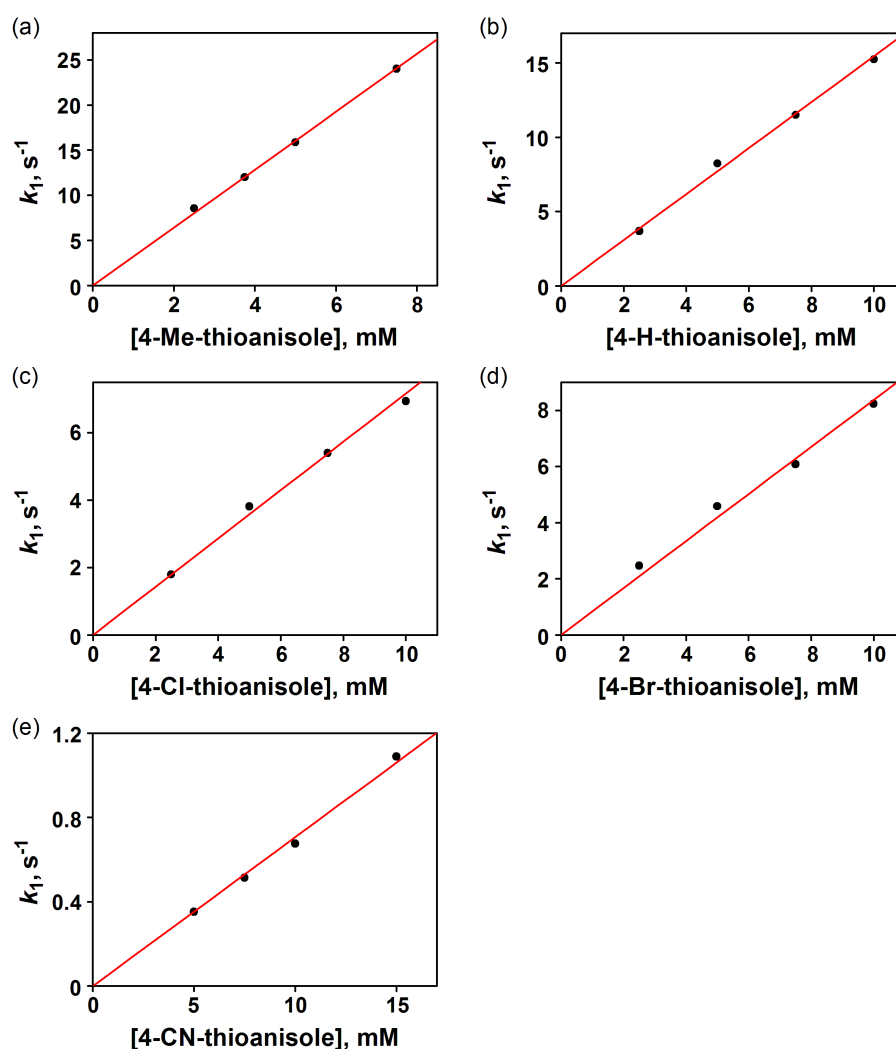 (a)
25
20
15
10
5
0
k₁, s⁻¹
0 2 4 6 8
[4-Me-thioanisole], mM
(b)
15
10
5
0
k₁, s⁻¹
0 2 4 6 8 10
[4-H-thioanisole], mM
(c)
6
4
2
0
k₁, s⁻¹
0 2 4 6 8 10
[4-Cl-thioanisole], mM
(d)
8
6
4
2
0
k₁, s⁻¹
0 2 4 6 8 10
[4-Br-thioanisole], mM
(e)
1.2
0.8
0.4
0
k₁, s⁻¹
0 5 10 15
[4-CN-thioanisole], mM